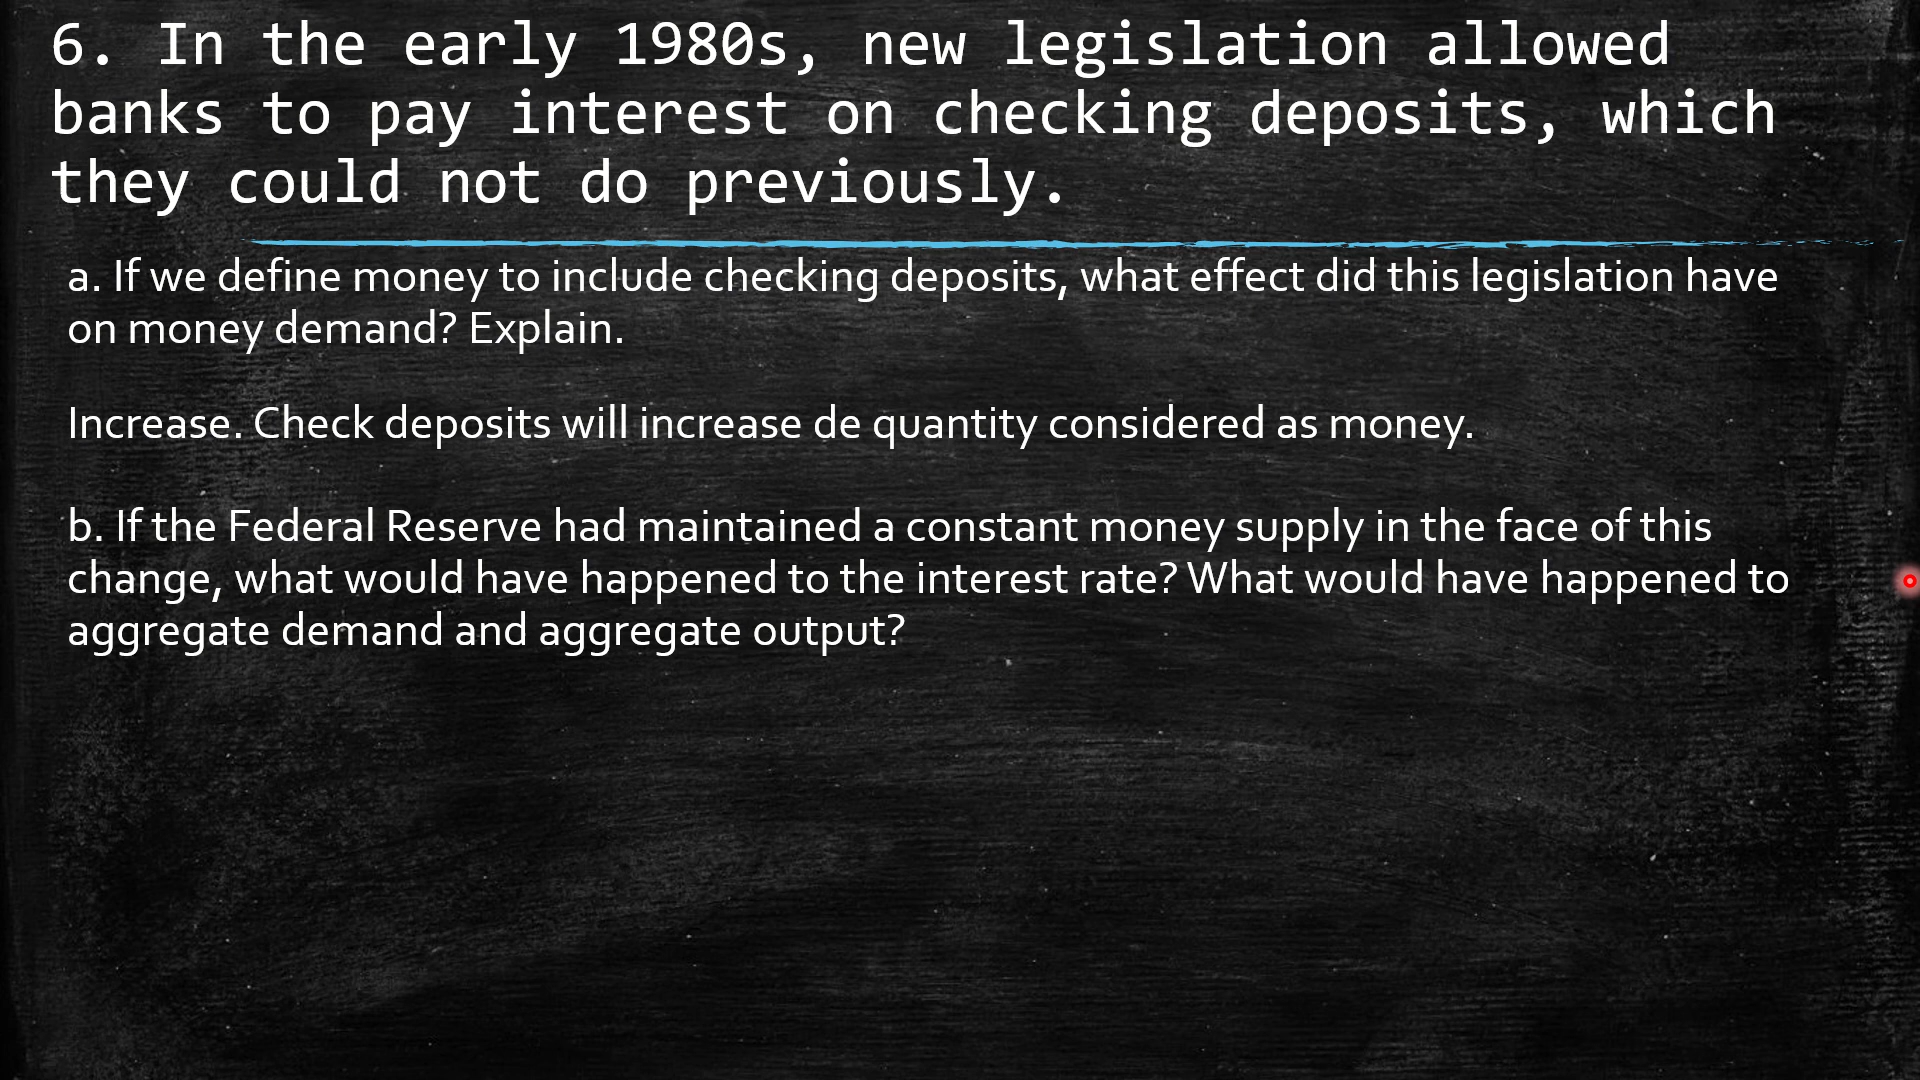 6. In the early 1980s, new legislation allowed
banks to pay interest on checking deposits, which
they could not do previously.
a. If we define money to include checking deposits, what effect did this legislation have
on money demand? Explain.
Increase. Check deposits will increase de quantity considered as money.
b. If the Federal Reserve had maintained a constant money supply in the face of this
change, what would have happened to the interest rate? What would have happened to
aggregate demand and aggregate output?